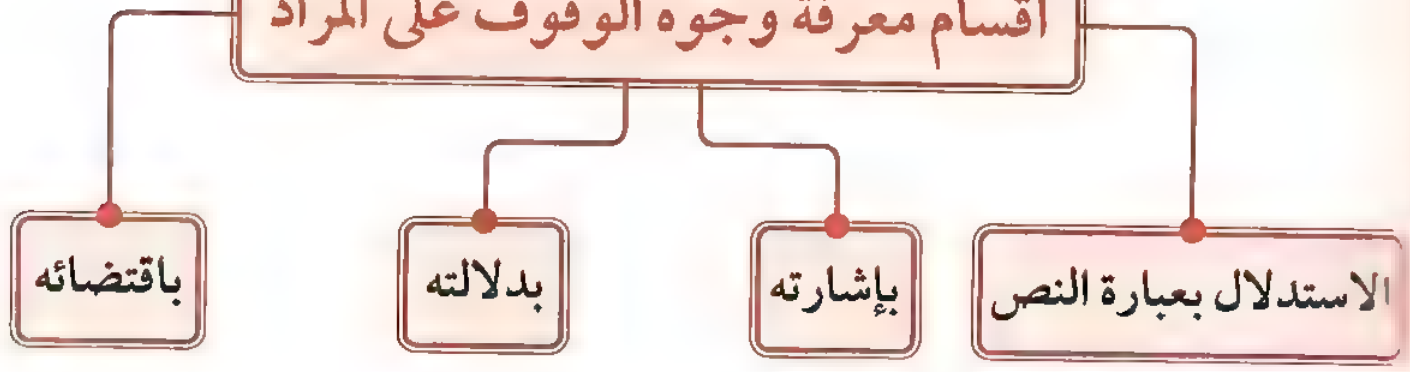 أقسام معرفة وجوه الوقوف على المراد
الاستدلال بعبارة النص
بإشارته
بدلالته
باقتضائه